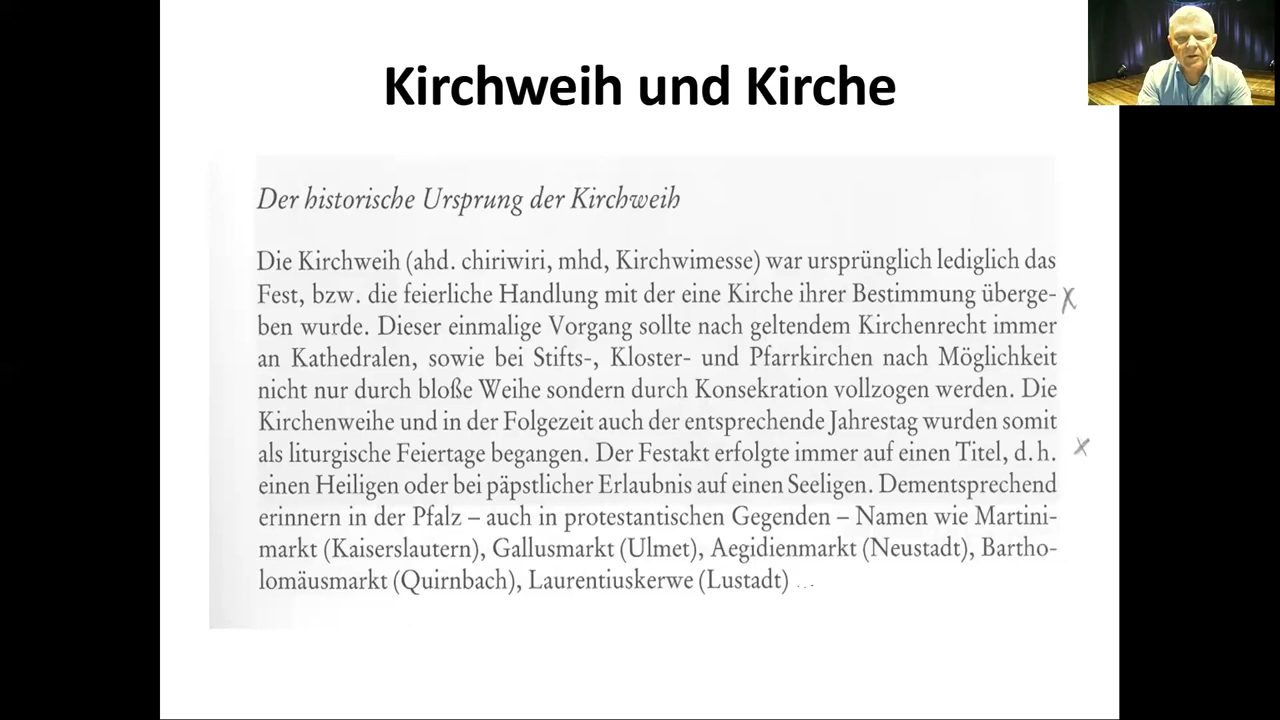 Kirchweih und Kirche
Der historische Ursprung der Kirchweih
Die Kirchweih (ahd. chiriwiri, mhd, Kirchwimesse) war ursprünglich lediglich das
Fest, bzw. die feierliche Handlung mit der eine Kirche ihrer Bestimmung überge-
ben wurde. Dieser einmalige Vorgang sollte nach geltendem Kirchenrecht immer
an Kathedralen, sowie bei Stifts-, Kloster- und Pfarrkirchen nach Möglichkeit
nicht nur durch bloße Weihe sondern durch Konsekration vollzogen werden. Die
Kirchenweihe und in der Folgezeit auch der entsprechende Jahrestag wurden somit
als liturgische Feiertage begangen. Der Festakt erfolgte immer auf einen Titel, d. h.
einen Heiligen oder bei päpstlicher Erlaubnis auf einen Seeligen. Dementsprechend
erinnern in der Pfalz – auch in protestantischen Gegenden – Namen wie Martini-
markt (Kaiserslautern), Gallusmarkt (Ulmet), Aegidienmarkt (Neustadt), Bartho-
lomäusmarkt (Quirnbach), Laurentiuskerwe (Lustadt) ...